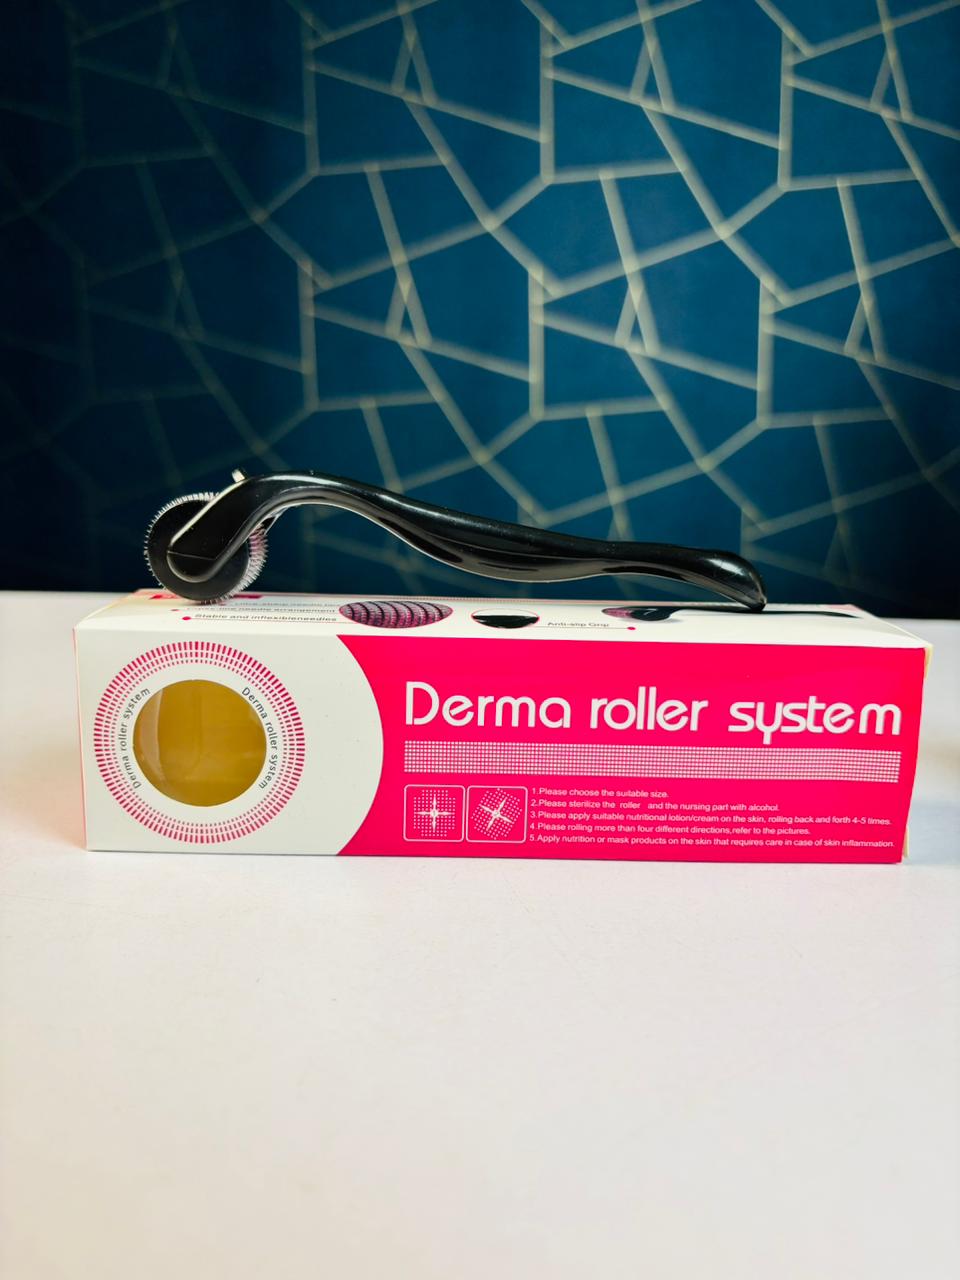 Stable and inflexibleneedles
Anti-slip Grip
Derma roller system
Derma roller system
Derma roller system
1.Please choose the suitable size.
2.Please sterilize the roller and the nursing part with alcohol.
3.Please apply suitable nutritional lotion/cream on the skin, rolling back and forth 4-5 times.
4.Please rolling more than four different directions,refer to the pictures.
5.Apply nutrition or mask products on the skin that requires care in case of skin inflammation.